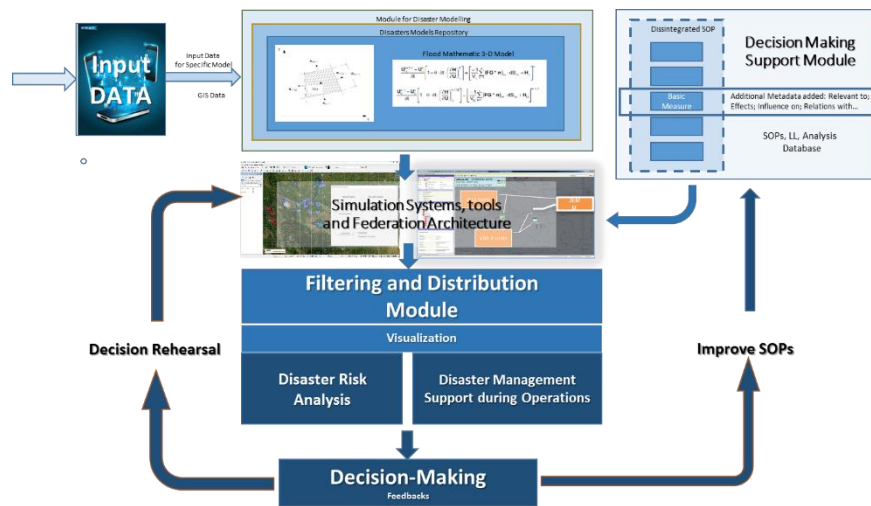 Module for Disaster Modelling
Disasters Models Repository
Flood Mathematic 3-D Model
Input
DATA
Input Data
for Specific Model
GIS Data
Dissintegrated SOP
Decision Making
Support Module
Basic
Measure
Additional Metadata added: Relevant to;
Effects; Influence on; Relations with...
SOPs, LL, Analysis
Database
Simulation Systems, tools
and Federation Architecture
Filtering and Distribution
Module
Visualization
Decision Rehearsal
Improve SOPs
Disaster Risk
Analysis
Disaster Management
Support during Operations
Decision-Making
Feedbacks